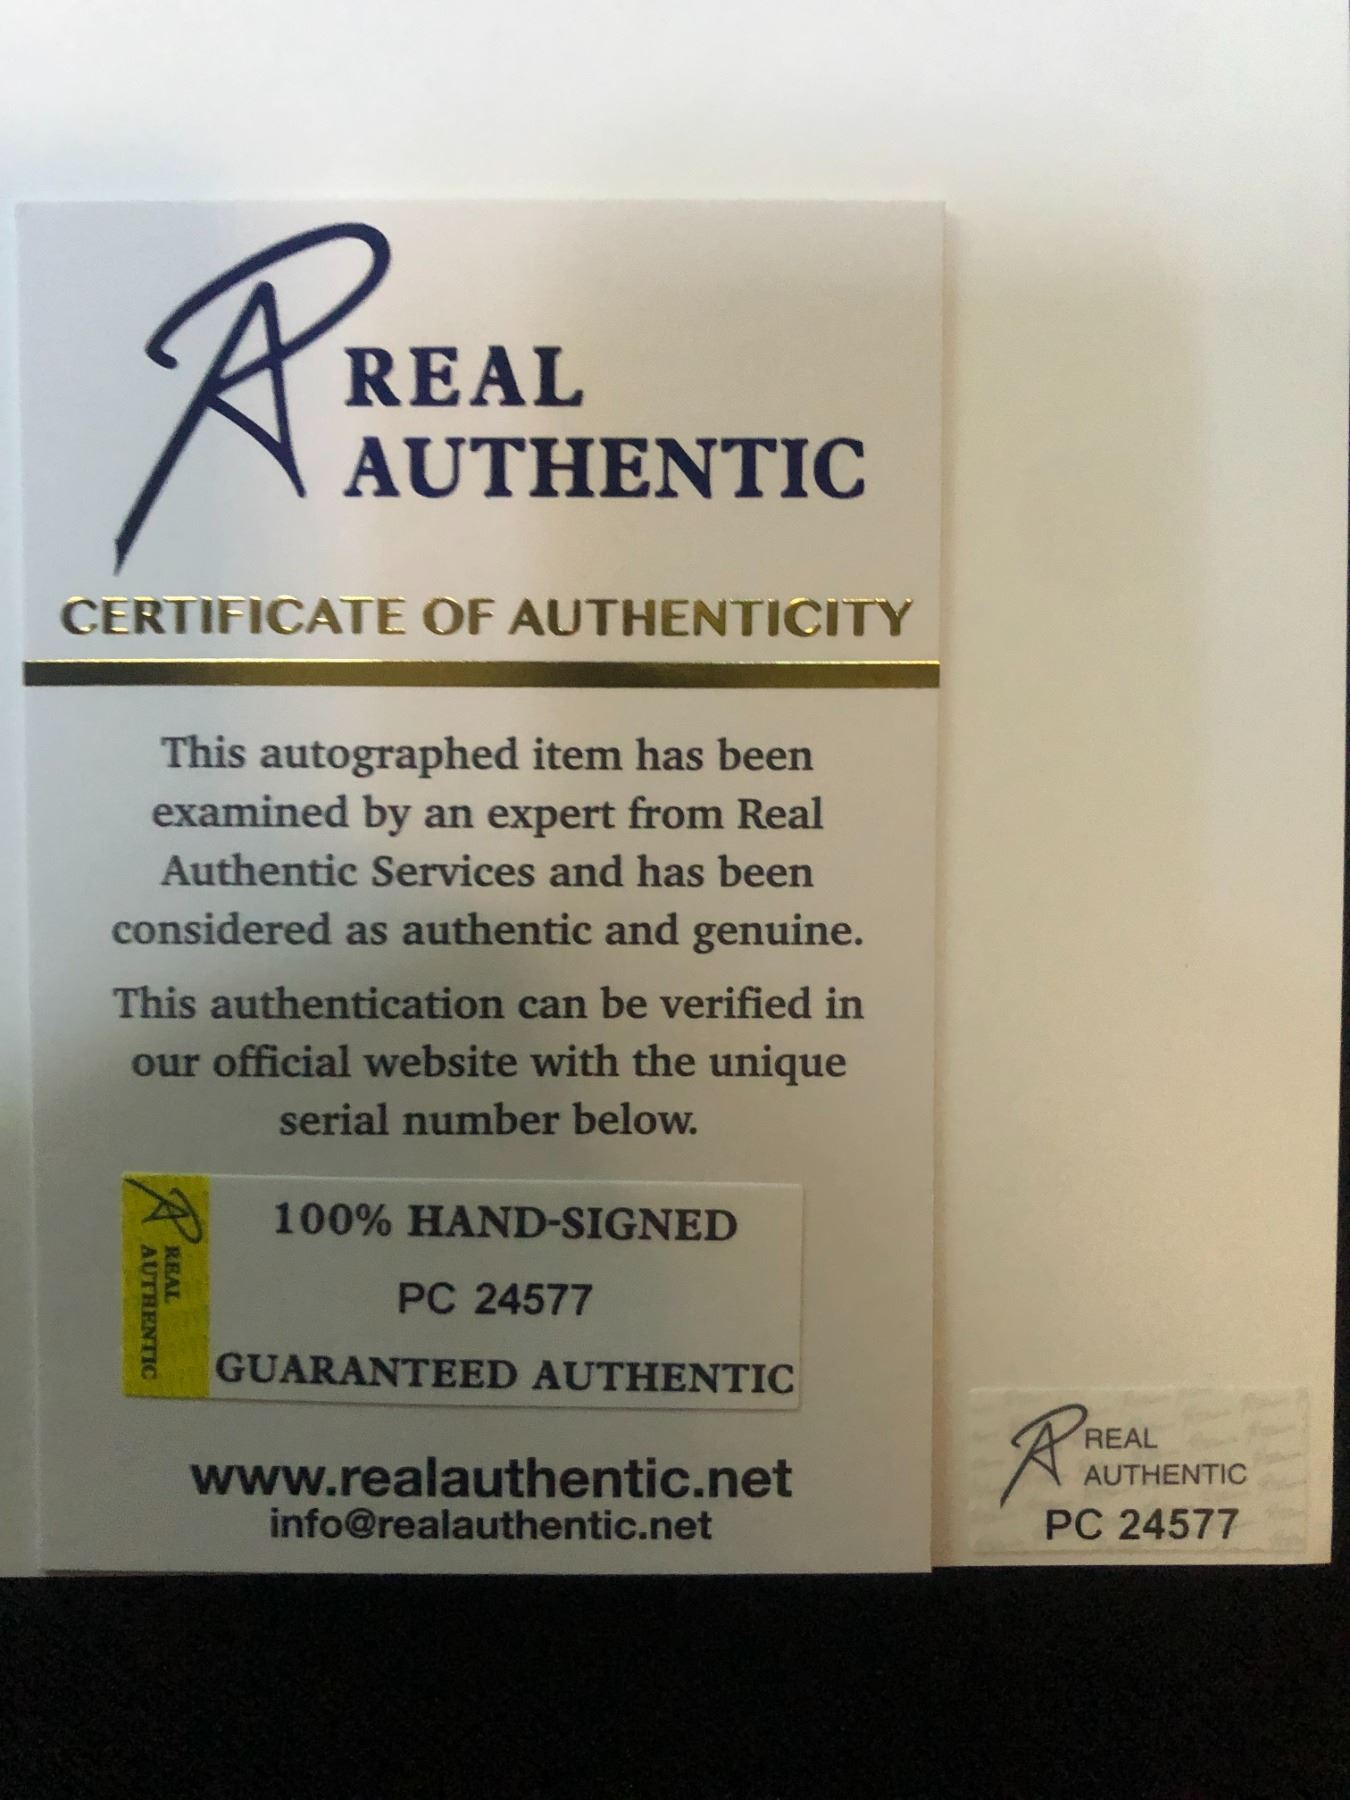 REAL
AUTHENTIC
CERTIFICATE OF AUTHENTICITY
This autographed item has been
examined by an expert from Real
Authentic Services and has been
considered as authentic and genuine.
This authentication can be verified in
our official website with the unique
serial number below.
REAL
AUTHENTIC
100% HAND-SIGNED
PC 24577
GUARANTEED AUTHENTIC
www.realauthentic.net
info@realauthentic.net
REAL
AUTHENTIC
PC 24577